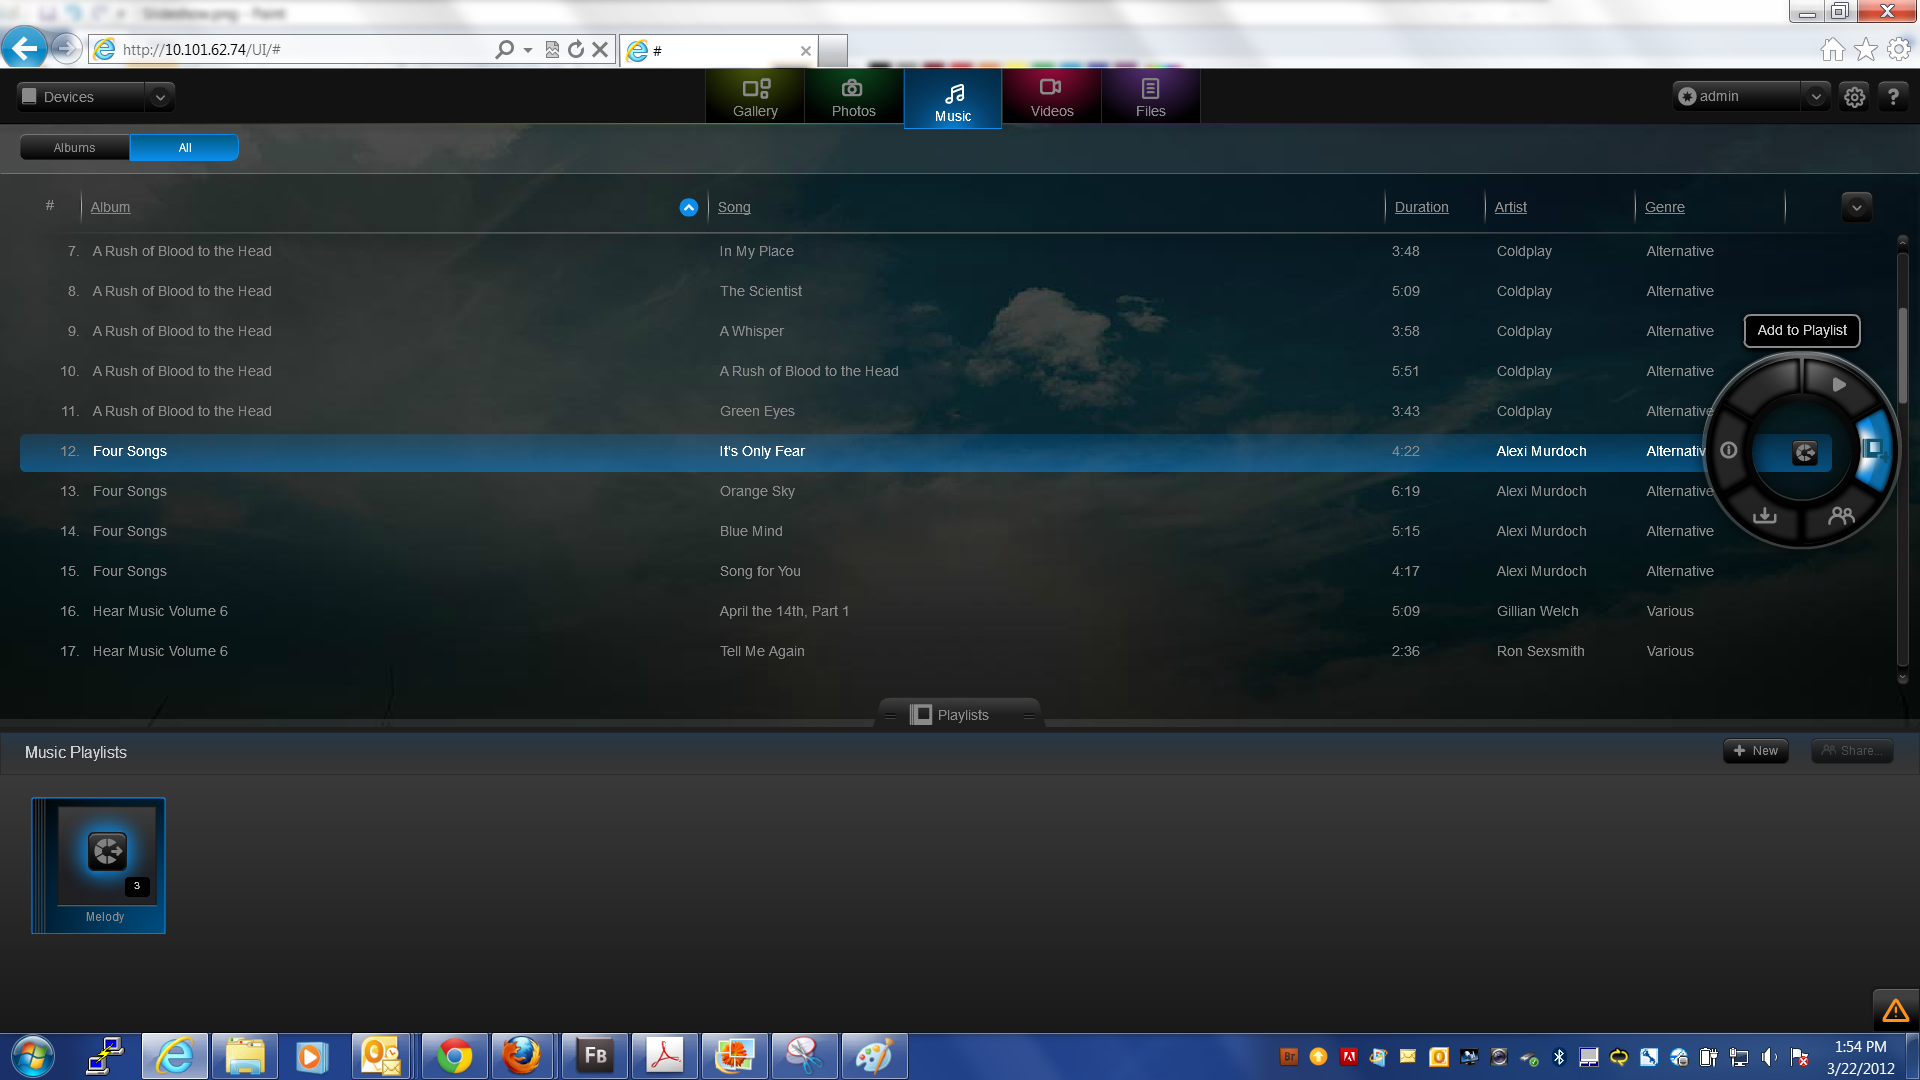 Slideshow.png - Paint
http://10.101.62.74/UI/#
#
Devices
Gallery
Photos
Music
Videos
Files
admin
?
Albums
All
# Album Song Duration Artist Genre
7. A Rush of Blood to the Head In My Place 3:48 Coldplay Alternative
8. A Rush of Blood to the Head The Scientist 5:09 Coldplay Alternative
9. A Rush of Blood to the Head A Whisper 3:58 Coldplay Alternative
Add to Playlist
10. A Rush of Blood to the Head A Rush of Blood to the Head 5:51 Coldplay Alternative
11. A Rush of Blood to the Head Green Eyes 3:43 Coldplay Alternative
12. Four Songs It's Only Fear 4:22 Alexi Murdoch Alternativ
13. Four Songs Orange Sky 6:19 Alexi Murdoch Alternative
14. Four Songs Blue Mind 5:15 Alexi Murdoch Alternative
15. Four Songs Song for You 4:17 Alexi Murdoch Alternative
16. Hear Music Volume 6 April the 14th, Part 1 5:09 Gillian Welch Various
17. Hear Music Volume 6 Tell Me Again 2:36 Ron Sexsmith Various
Playlists
Music Playlists
New
Share...
3
Melody
FB
Br
1:54 PM
3/22/2012